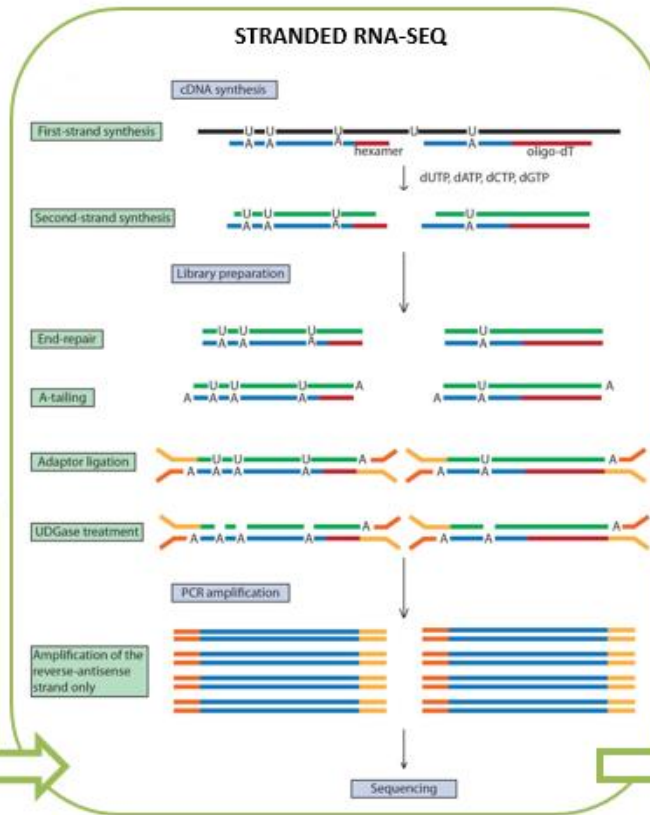 STRANDED RNA-SEQ
cDNA synthesis
First-strand synthesis
U U U U U
A A A A
hexamer oligo-dT
dUTP, dATP, dCTP, dGTP
Second-strand synthesis
U U U U
A A A A
Library preparation
End-repair
U U U U
A A A A
A-tailing
U U U A U A
A A A A A A
Adaptor ligation
U U U A U A
A A A A A A
UDGase treatment
A A
A A A A A A
PCR amplification
Amplification of the
reverse-antisense
strand only
Sequencing